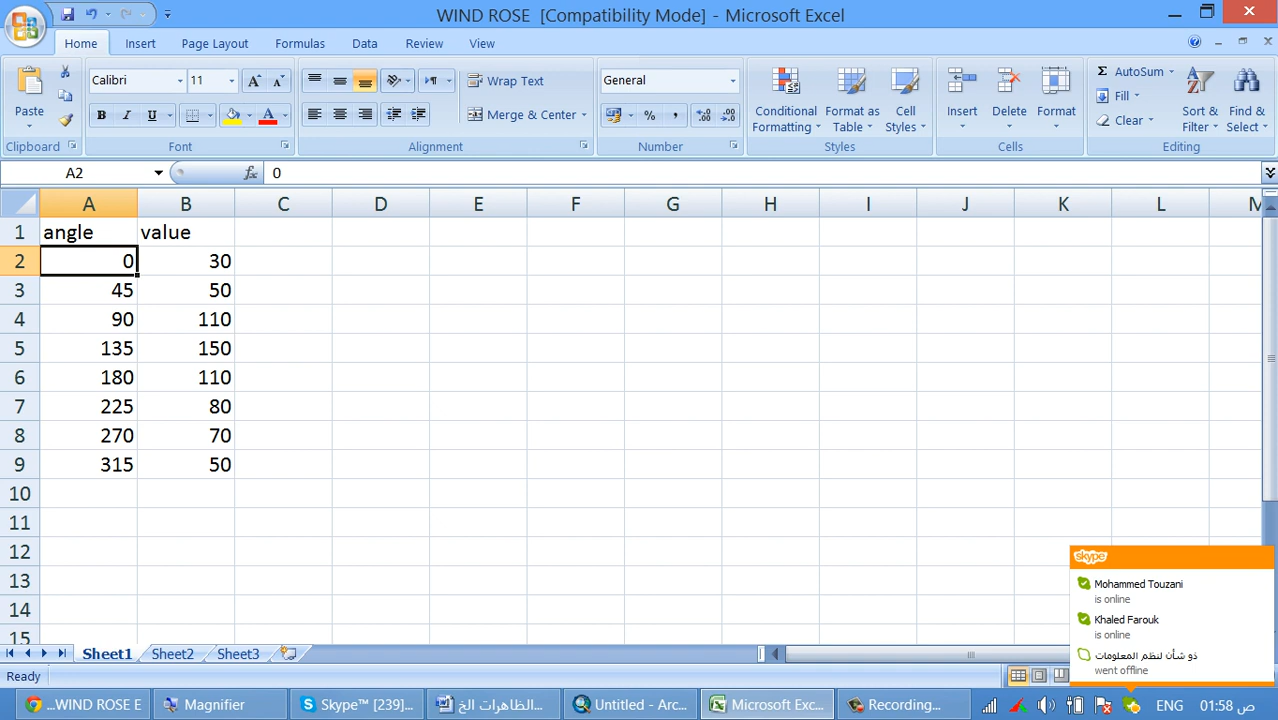 WIND ROSE [Compatibility Mode] - Microsoft Excel
Home Insert Page Layout Formulas Data Review View
Paste
Clipboard
Calibri 11
B I U A
Font
Wrap Text
Merge & Center
Alignment
General
% ,
Number
Conditional Formatting
Format as Table
Cell Styles
Styles
Insert Delete Format
Cells
Σ AutoSum
Fill
Clear
Sort & Filter
Find & Select
Editing
A2 fx 0
A B C D E F G H I J K L M
1 angle value
2 0 30
3 45 50
4 90 110
5 135 150
6 180 110
7 225 80
8 270 70
9 315 50
10
11
12
13
14
15
skype
Mohammed Touzani
is online
Khaled Farouk
is online
ذو شأن لنظم المعلومات
went offline
Sheet1 Sheet2 Sheet3
Ready
...WIND ROSE E
Magnifier
Skype™ [239]...
الظاهرات الخ...
Untitled - Arc...
Microsoft Exc...
Recording...
ENG
01:58 ص